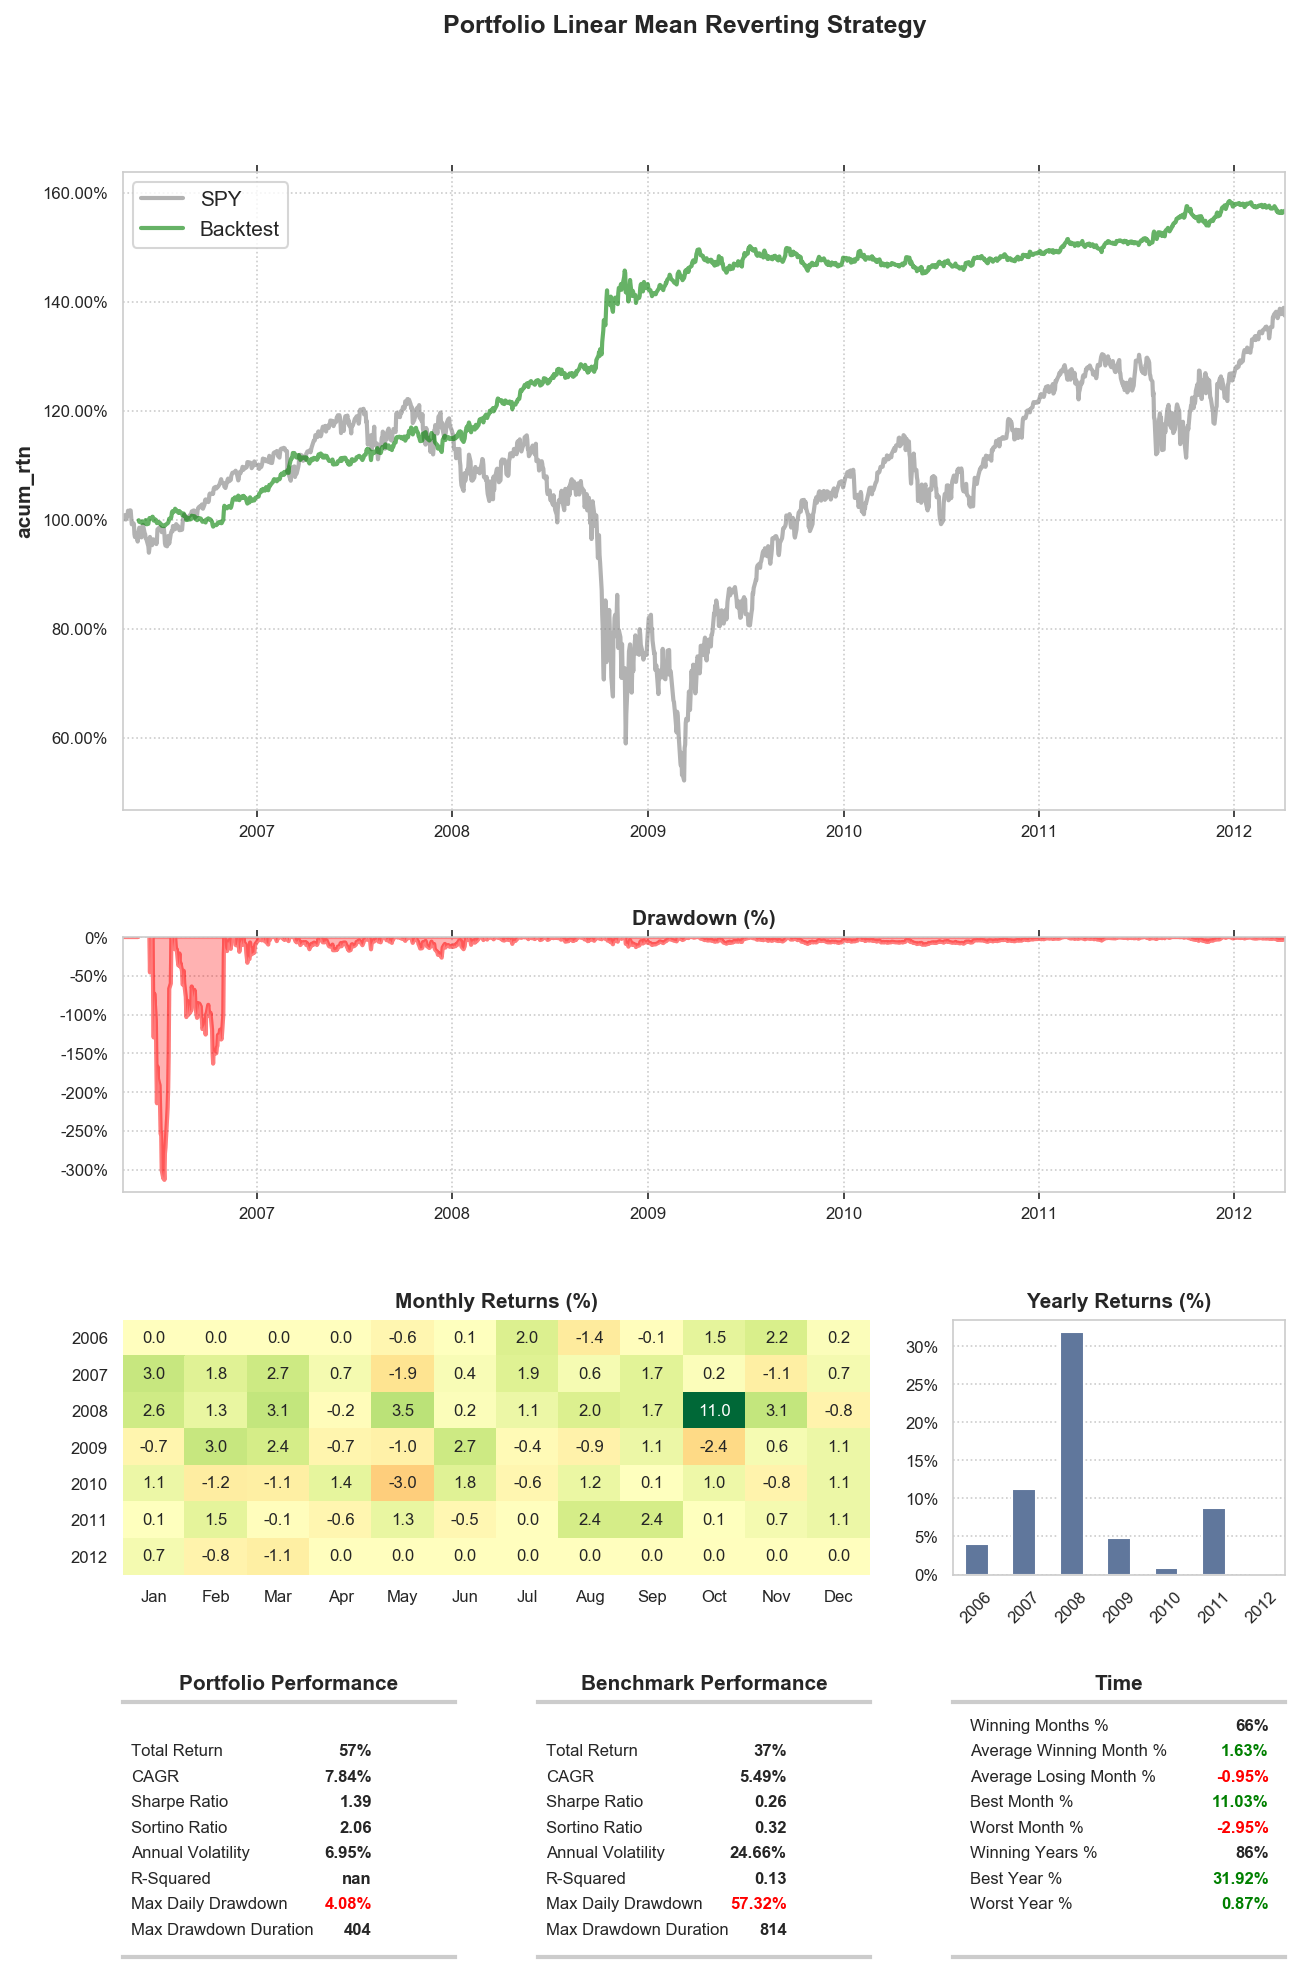 Portfolio Linear Mean Reverting Strategy
160.00%
140.00%
120.00%
100.00%
80.00%
60.00%
acum_rtn
SPY
Backtest
2007 2008 2009 2010 2011 2012
Drawdown (%)
0%
-50%
-100%
-150%
-200%
-250%
-300%
2007 2008 2009 2010 2011 2012
Monthly Returns (%)
2006 0.0 0.0 0.0 0.0 -0.6 0.1 2.0 -1.4 -0.1 1.5 2.2 0.2
2007 3.0 1.8 2.7 0.7 -1.9 0.4 1.9 0.6 1.7 0.2 -1.1 0.7
2008 2.6 1.3 3.1 -0.2 3.5 0.2 1.1 2.0 1.7 11.0 3.1 -0.8
2009 -0.7 3.0 2.4 -0.7 -1.0 2.7 -0.4 -0.9 1.1 -2.4 0.6 1.1
2010 1.1 -1.2 -1.1 1.4 -3.0 1.8 -0.6 1.2 0.1 1.0 -0.8 1.1
2011 0.1 1.5 -0.1 -0.6 1.3 -0.5 0.0 2.4 2.4 0.1 0.7 1.1
2012 0.7 -0.8 -1.1 0.0 0.0 0.0 0.0 0.0 0.0 0.0 0.0 0.0
Jan Feb Mar Apr May Jun Jul Aug Sep Oct Nov Dec
Yearly Returns (%)
30%
25%
20%
15%
10%
5%
0%
2006 2007 2008 2009 2010 2011 2012
Portfolio Performance
Total Return 57%
CAGR 7.84%
Sharpe Ratio 1.39
Sortino Ratio 2.06
Annual Volatility 6.95%
R-Squared nan
Max Daily Drawdown 4.08%
Max Drawdown Duration 404
Benchmark Performance
Total Return 37%
CAGR 5.49%
Sharpe Ratio 0.26
Sortino Ratio 0.32
Annual Volatility 24.66%
R-Squared 0.13
Max Daily Drawdown 57.32%
Max Drawdown Duration 814
Time
Winning Months % 66%
Average Winning Month % 1.63%
Average Losing Month % -0.95%
Best Month % 11.03%
Worst Month % -2.95%
Winning Years % 86%
Best Year % 31.92%
Worst Year % 0.87%